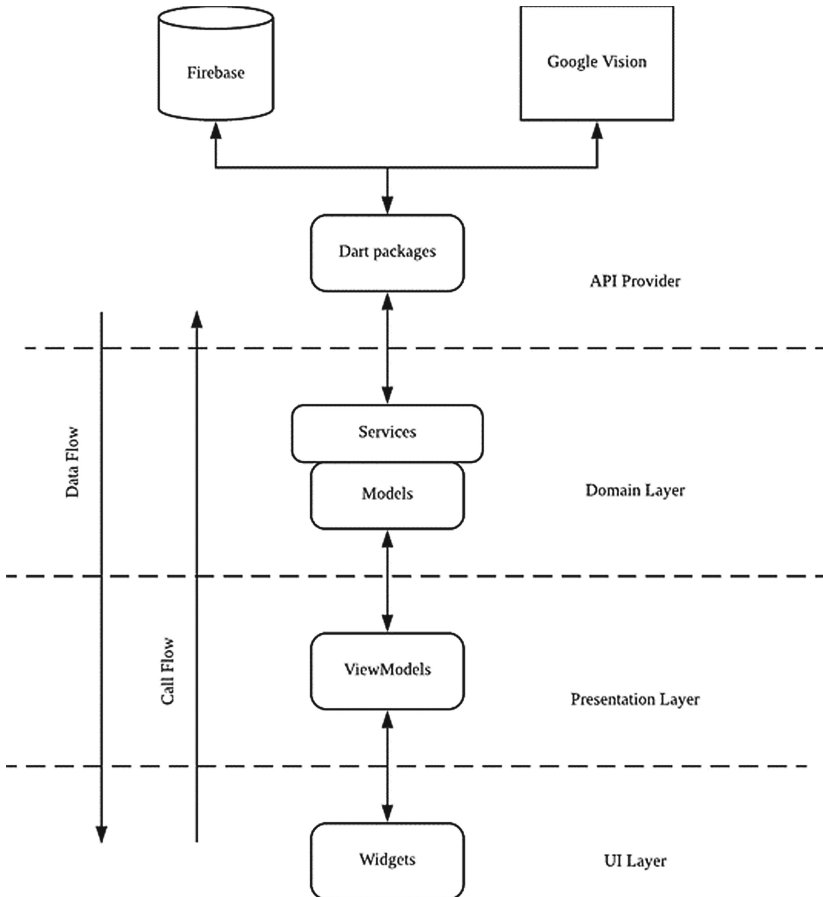 Firebase
Google Vision
Dart packages
API Provider
Services
Data Flow
Models
Domain Layer
Call Flow
ViewModels
Presentation Layer
Widgets
UI Layer